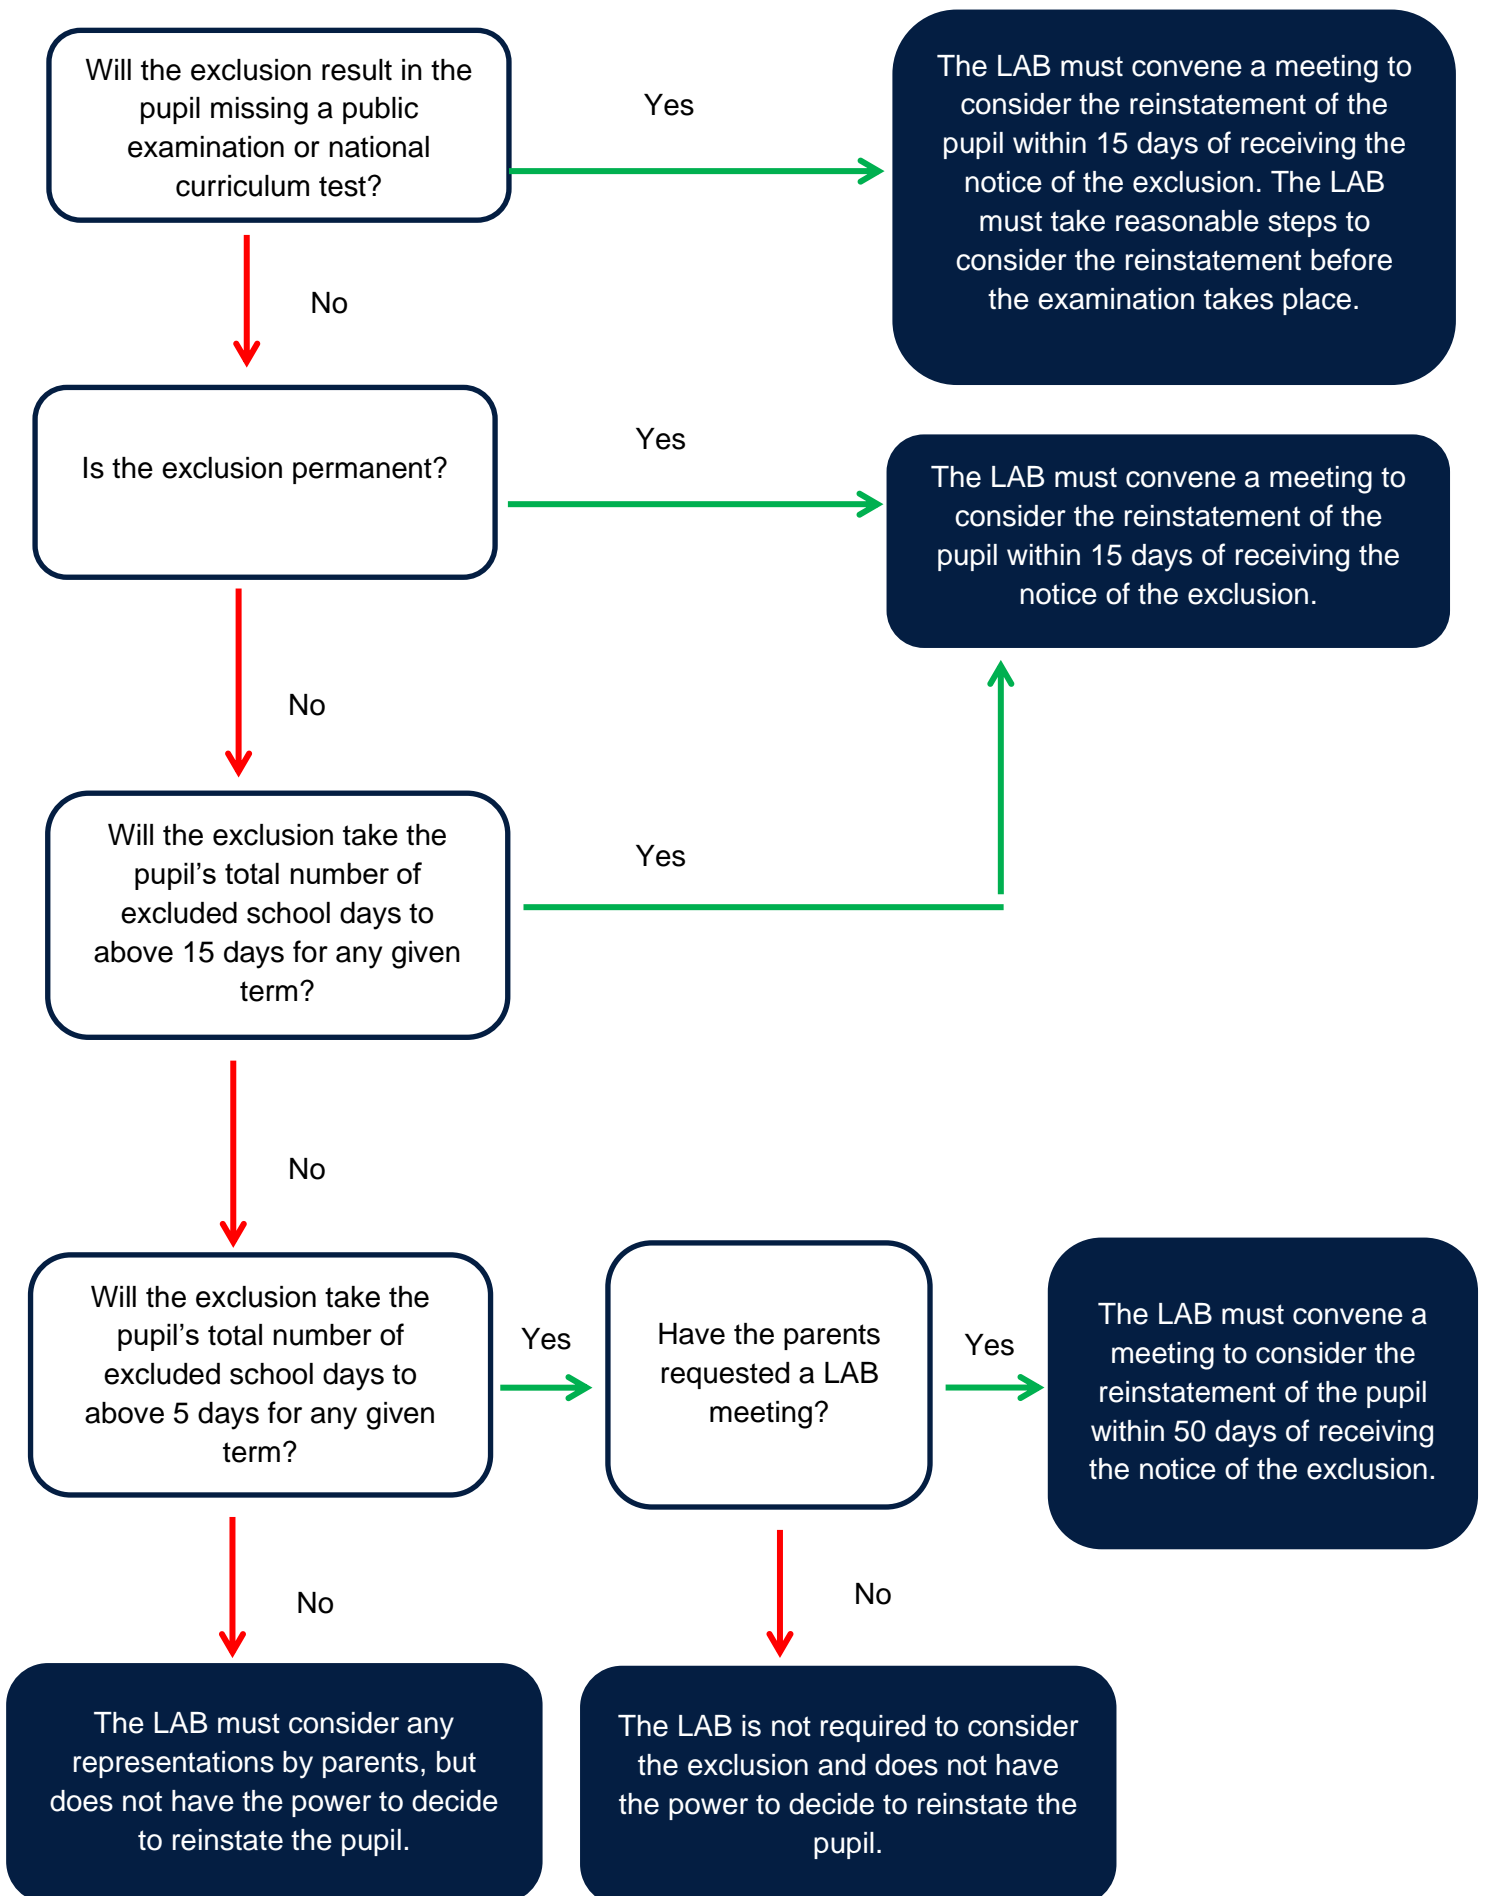 Will the exclusion result in the
pupil missing a public
examination or national
curriculum test?
Yes
The LAB must convene a meeting to
consider the reinstatement of the
pupil within 15 days of receiving the
notice of the exclusion. The LAB
must take reasonable steps to
consider the reinstatement before
the examination takes place.
No
Is the exclusion permanent?
Yes
The LAB must convene a meeting to
consider the reinstatement of the
pupil within 15 days of receiving the
notice of the exclusion.
No
Will the exclusion take the
pupil’s total number of
excluded school days to
above 15 days for any given
term?
Yes
No
Will the exclusion take the
pupil’s total number of
excluded school days to
above 5 days for any given
term?
Yes
Have the parents
requested a LAB
meeting?
Yes
The LAB must convene a
meeting to consider the
reinstatement of the pupil
within 50 days of receiving
the notice of the exclusion.
No
No
The LAB must consider any
representations by parents, but
does not have the power to decide
to reinstate the pupil.
The LAB is not required to consider
the exclusion and does not have
the power to decide to reinstate the
pupil.